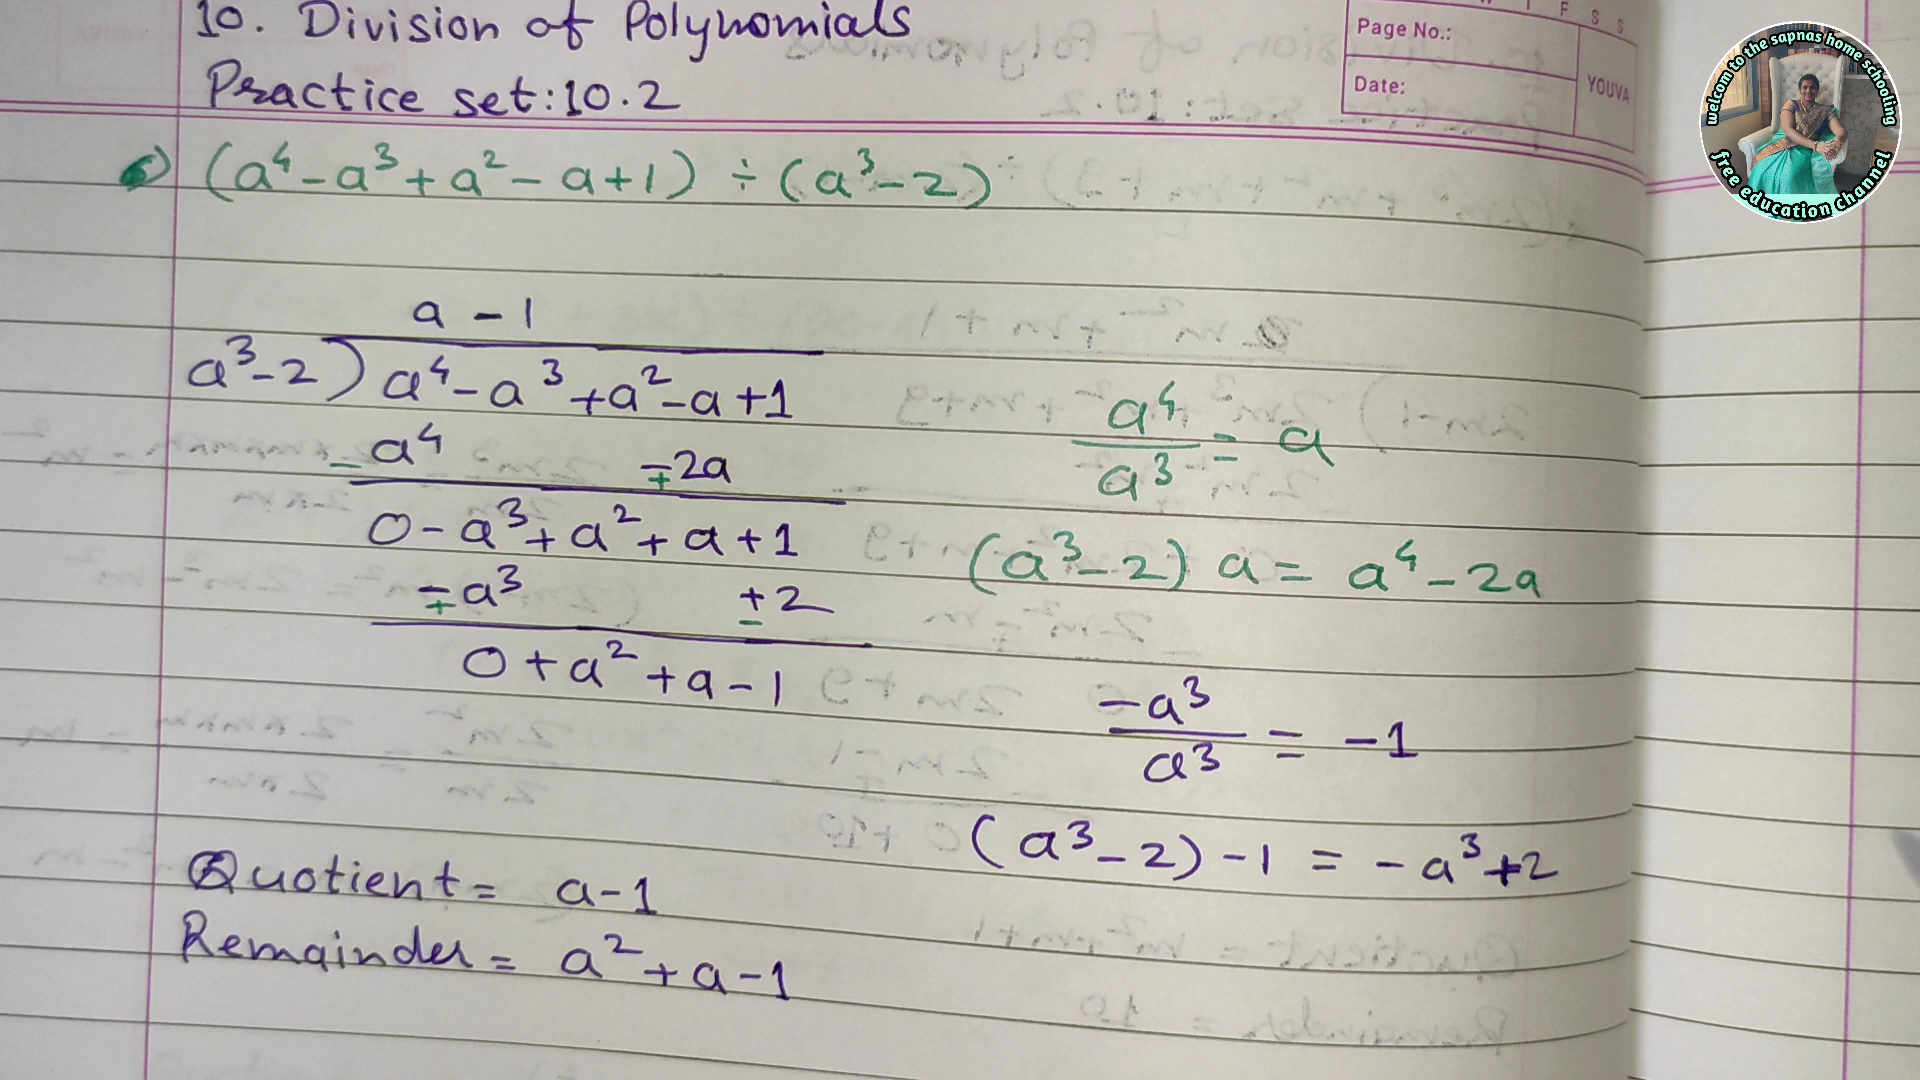 10. Division of Polynomials
Practice set:10.2
Page No.:
Date:
YOUVA
welcom to the sapnas home schooling
free education channel
6) (a⁴-a³+a²-a+1) ÷ (a³-2)
a-1
a³-2) a⁴-a³+a²-a+1
-a⁴ ∓2a
0-a³+a²+a+1
∓a³ ±2
0+a²+a-1
a⁴/a³ = a
(a³-2) a = a⁴-2a
-a³/a³ = -1
(a³-2)-1 = -a³+2
Quotient = a-1
Remainder = a²+a-1